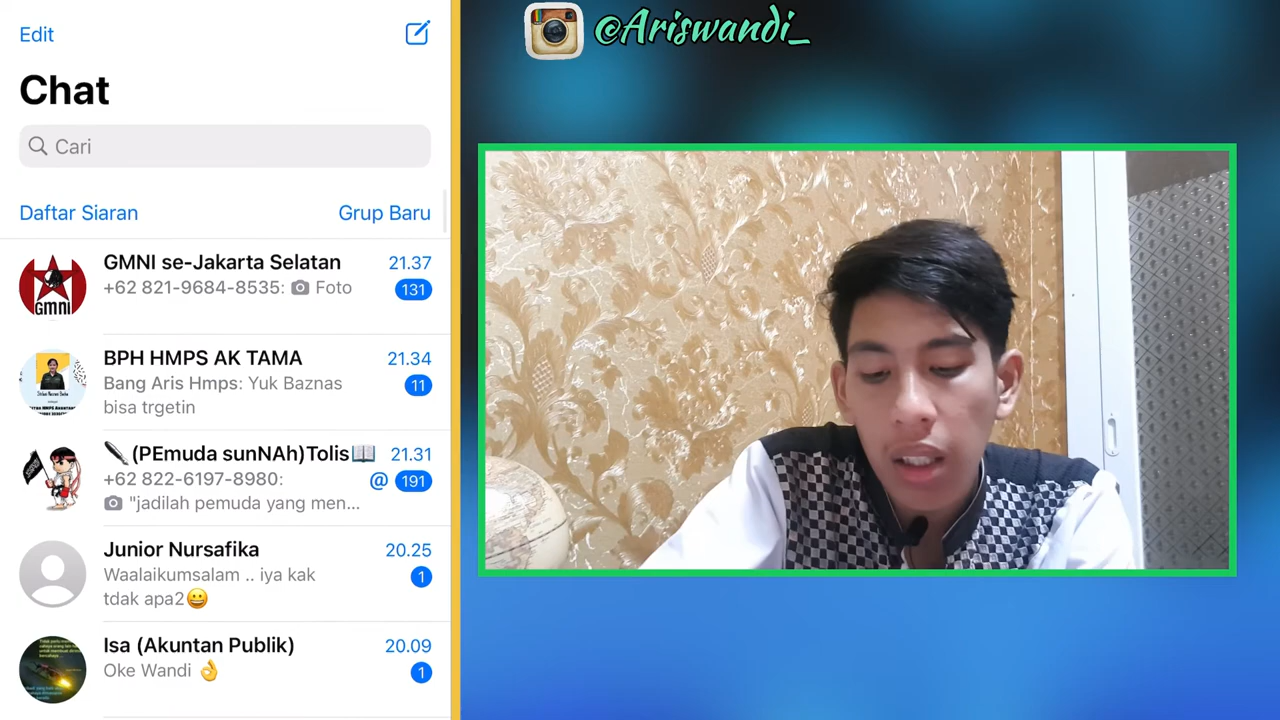 Edit
Chat
Cari
Daftar Siaran
Grup Baru
GMNI se-Jakarta Selatan
21.37
+62 821-9684-8535: 📷 Foto
131
GMNI
BPH HMPS AK TAMA
21.34
Bang Aris Hmps: Yuk Baznas
bisa trgetin
11
✒️(PEmuda sunNAh)Tolis📖
21.31
+62 822-6197-8980:
@ 191
📷 "jadilah pemuda yang men...
Junior Nursafika
20.25
Waalaikumsalam .. iya kak
tdak apa2😀
1
Isa (Akuntan Publik)
20.09
Oke Wandi 👌
1
@Ariswandi_